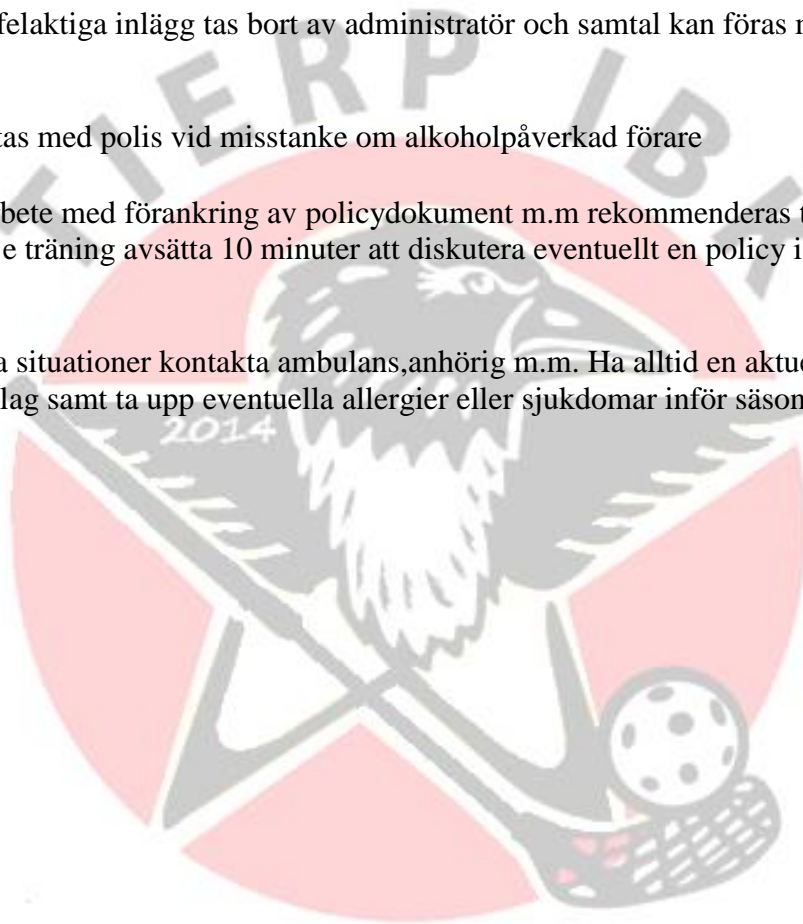 felaktiga inlägg tas bort av administratör och samtal kan föras
TIERP IBK
tas med polis vid misstanke om alkoholpåverkad förare
bete med förankring av policydokument m.m rekommenderas
e träning avsätta 10 minuter att diskutera eventuellt en policy i
a situationer kontakta ambulans,anhörig m.m. Ha alltid en
lag samt ta upp eventuella allergier eller sjukdomar inför
2014